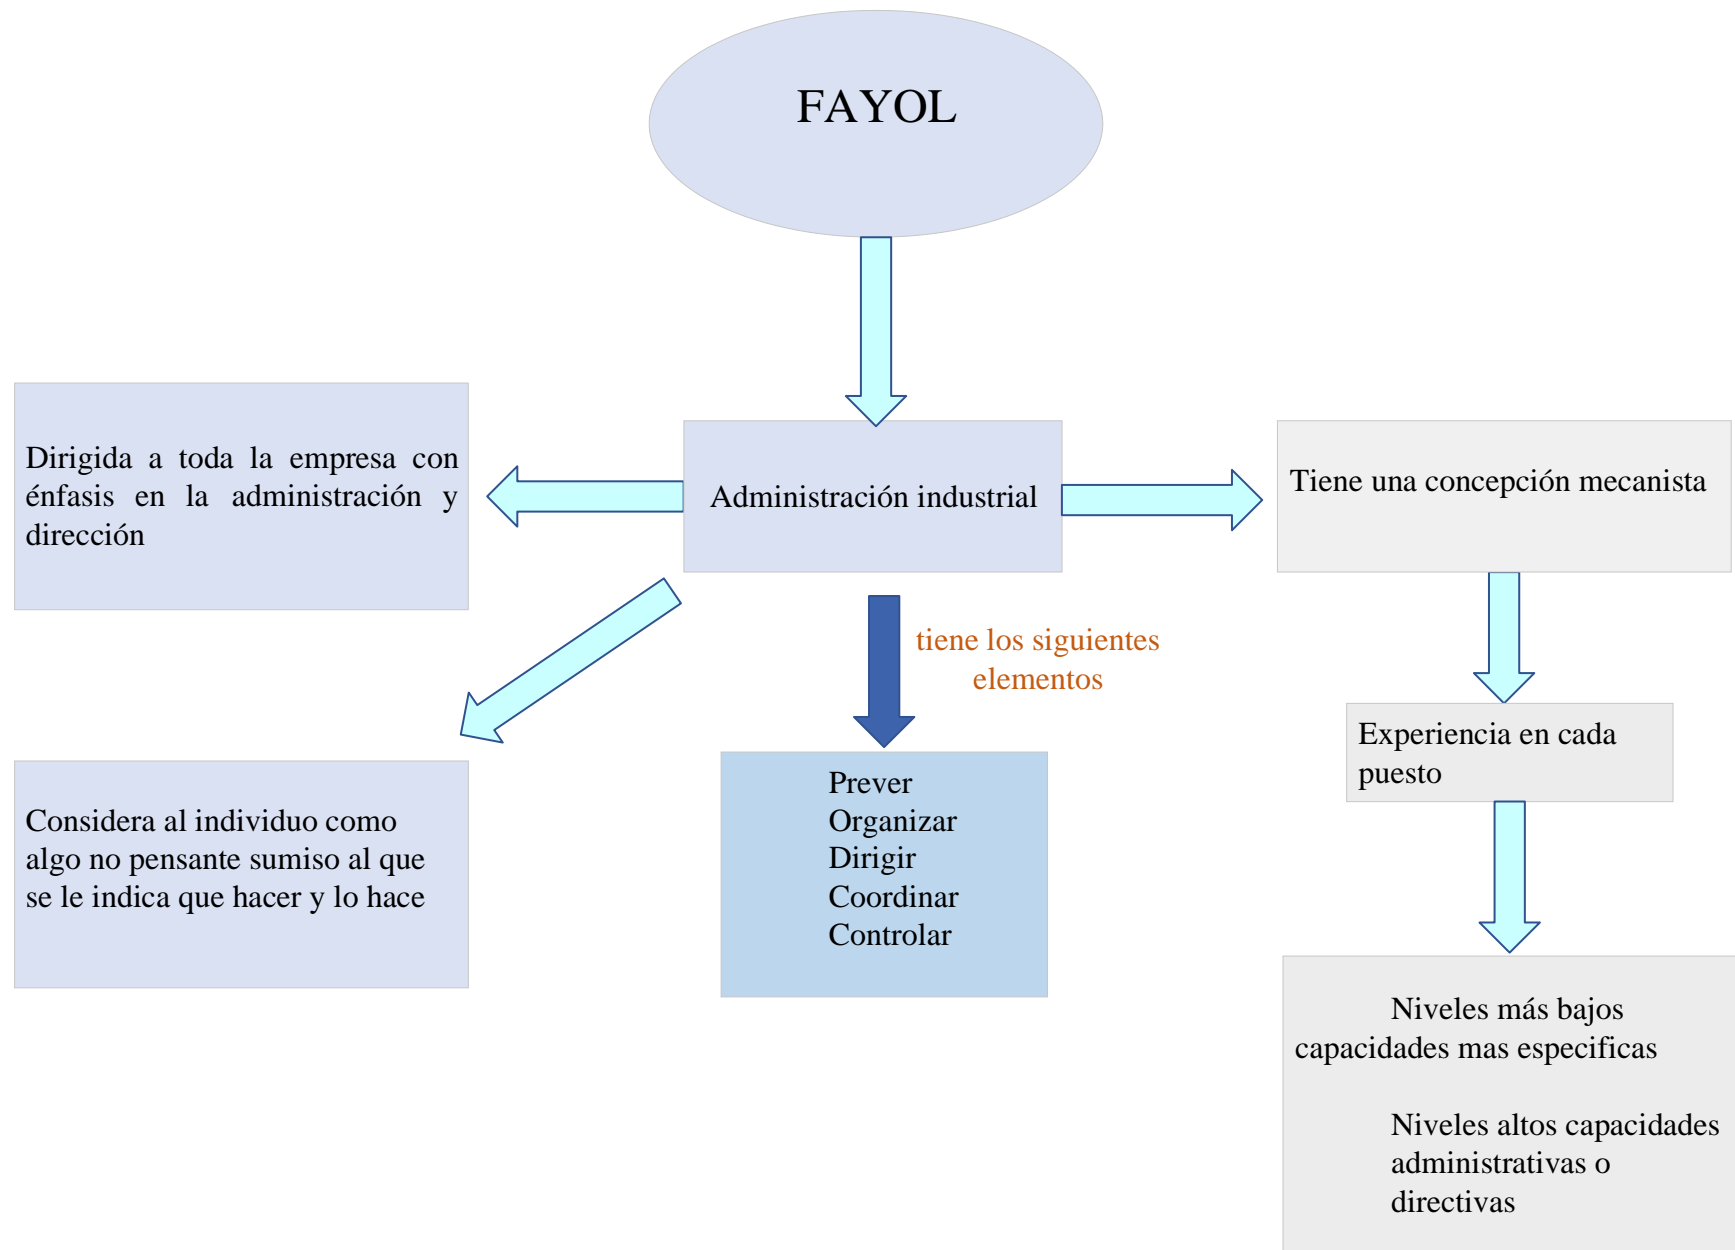 FAYOL
Dirigida a toda la empresa con
énfasis en la administración y
dirección
Administración industrial
Tiene una concepción mecanista
tiene los siguientes
elementos
Experiencia en cada
puesto
Considera al individuo como
algo no pensante sumiso al que
se le indica que hacer y lo hace
Prever
Organizar
Dirigir
Coordinar
Controlar
Niveles más bajos
capacidades mas especificas
Niveles altos capacidades
administrativas o
directivas